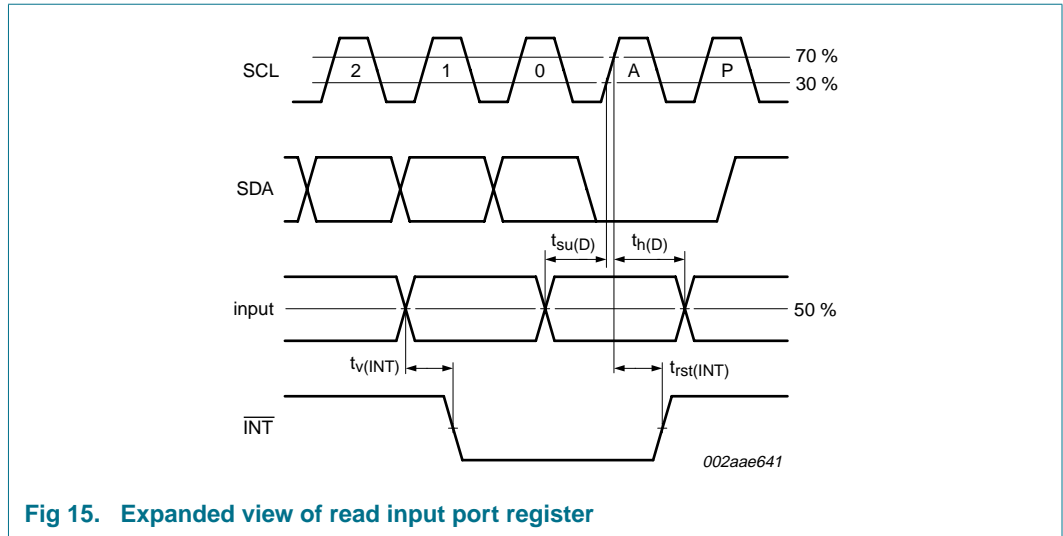 SCL 2 1 0 A P 70 %
30 %
SDA
tsu(D) th(D)
input 50 %
tv(INT) trst(INT)
INT
002aae641
Fig 15. Expanded view of read input port register